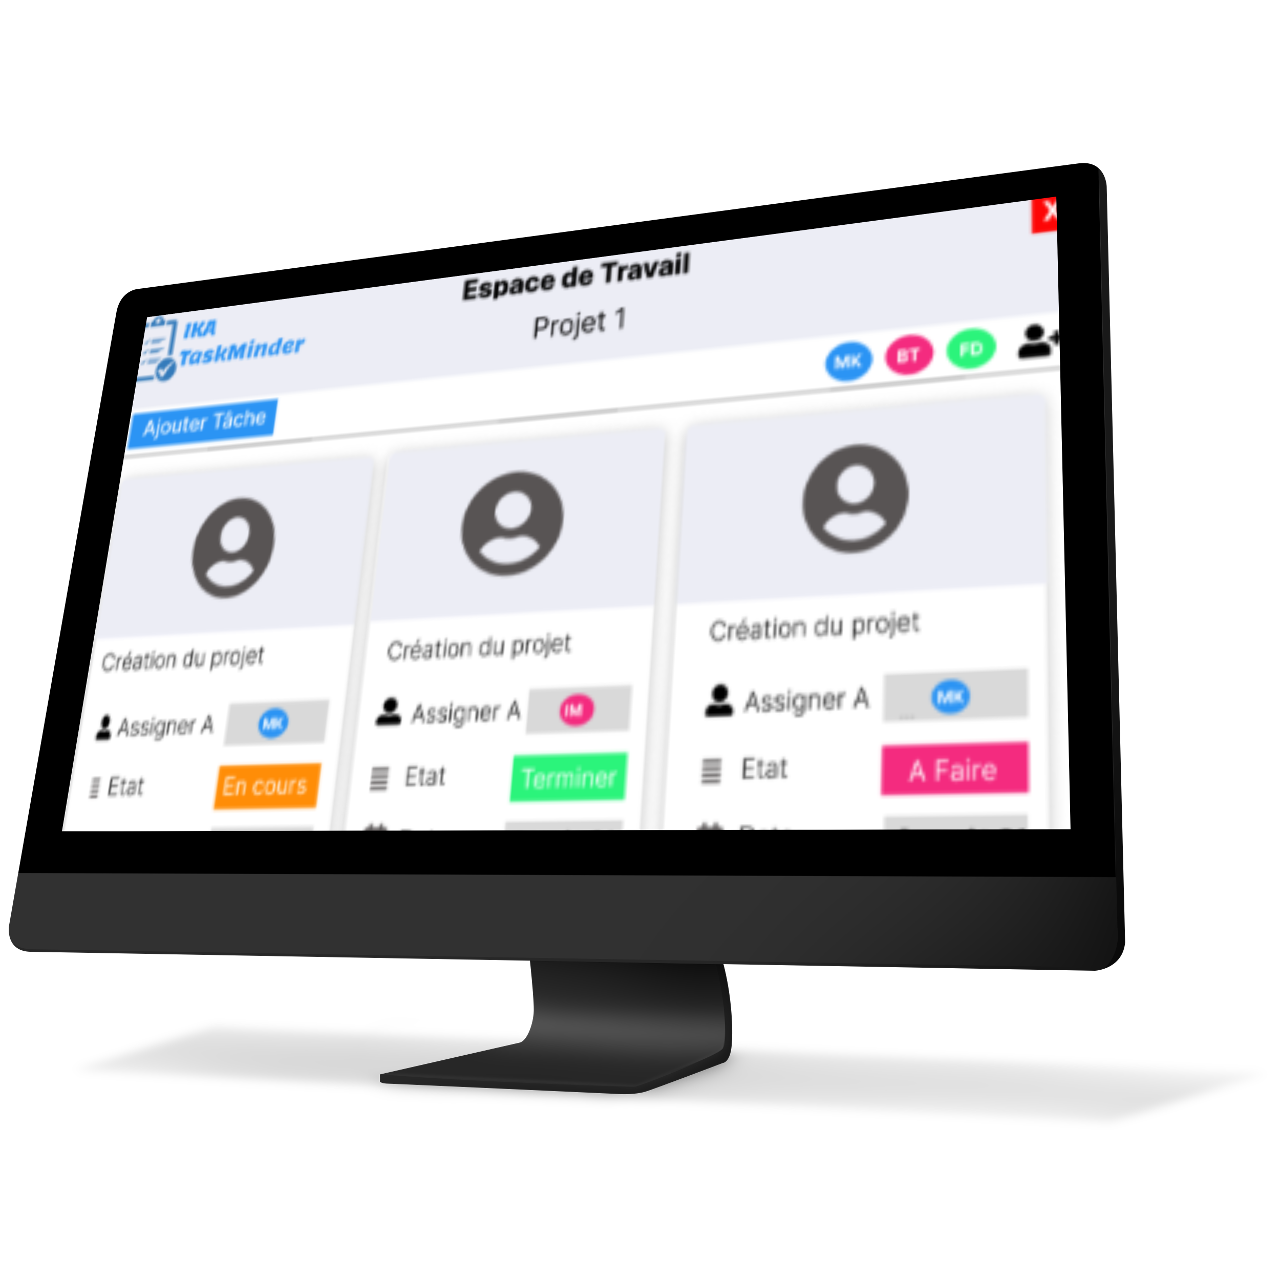 X
Espace de Travail
IKA
TaskMinder
Projet 1
MK BT FD
Ajouter Tâche
Création du projet
Assigner A MK
Etat En cours
Création du projet
Assigner A IM
Etat Terminer
Création du projet
Assigner A MK
...
Etat A Faire